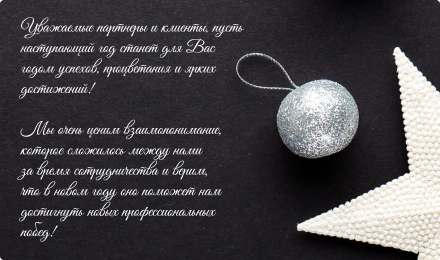 Уважаемые партнеры и клиенты, пусть
наступающий год станет для Вас
годом успехов, процветания и ярких
достижений!
Мы очень ценим взаимопонимание,
которое сложилось между нами
за время сотрудничества и верим,
что в новом году оно поможет нам
достигнуть новых профессиональных
побед!